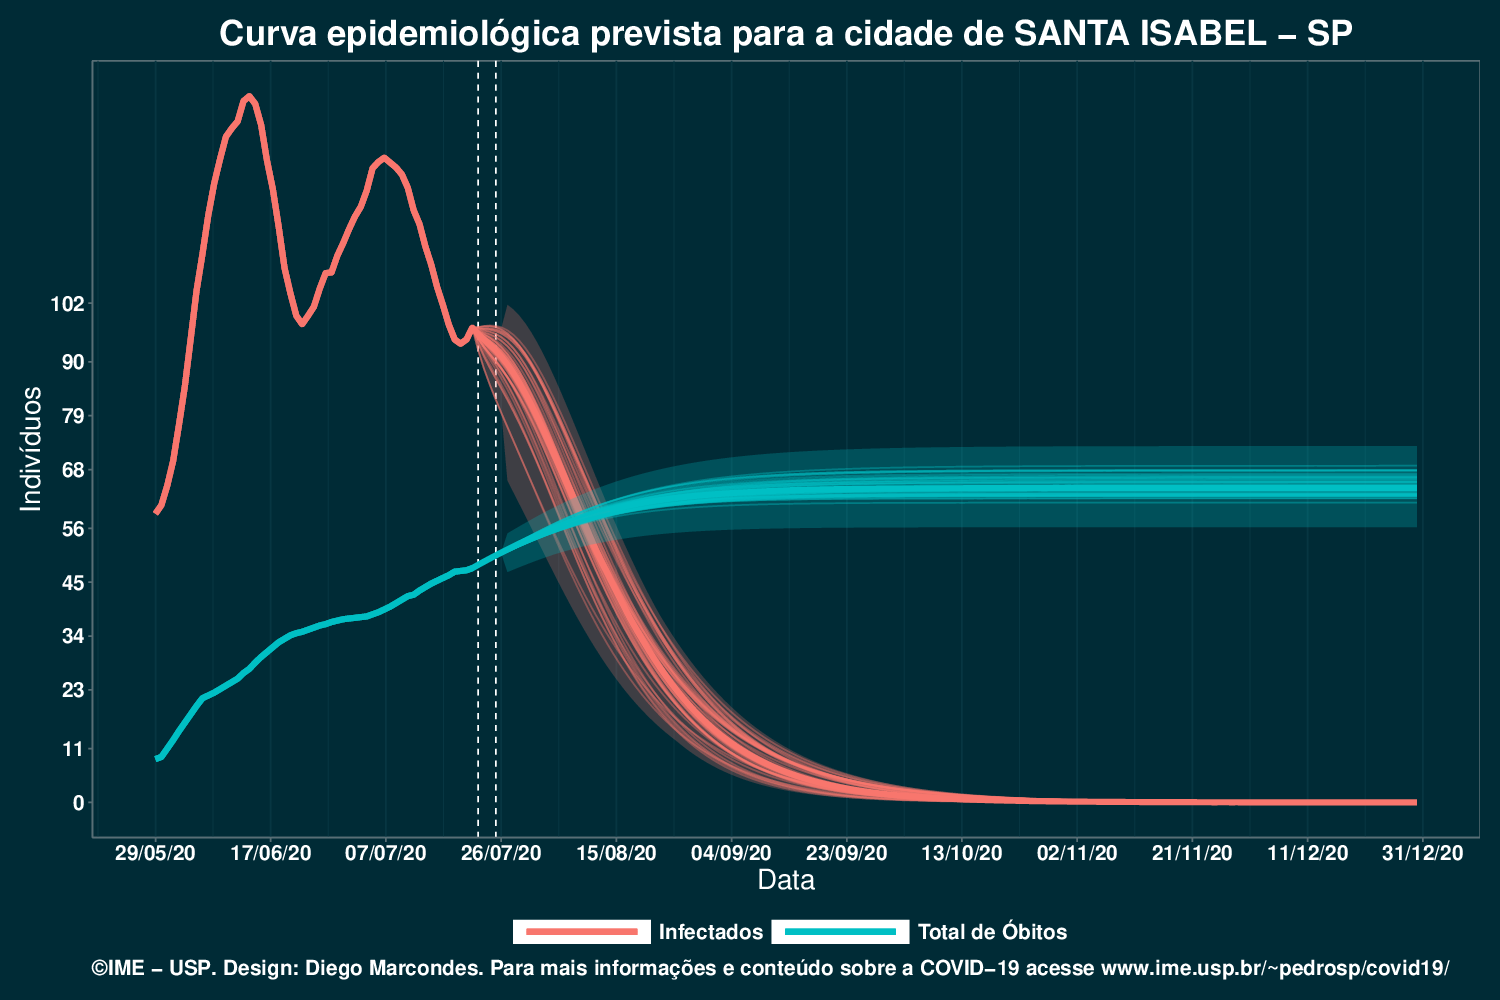 Curva epidemiológica prevista para a cidade de SANTA ISABEL – SP
Indivíduos
102
90
79
68
56
45
34
23
11
0
29/05/20 17/06/20 07/07/20 26/07/20 15/08/20 04/09/20 23/09/20 13/10/20 02/11/20 21/11/20 11/12/20 31/12/20
Data
Infectados Total de Óbitos
©IME – USP. Design: Diego Marcondes. Para mais informações e conteúdo sobre a COVID–19 acesse www.ime.usp.br/~pedrosp/covid19/